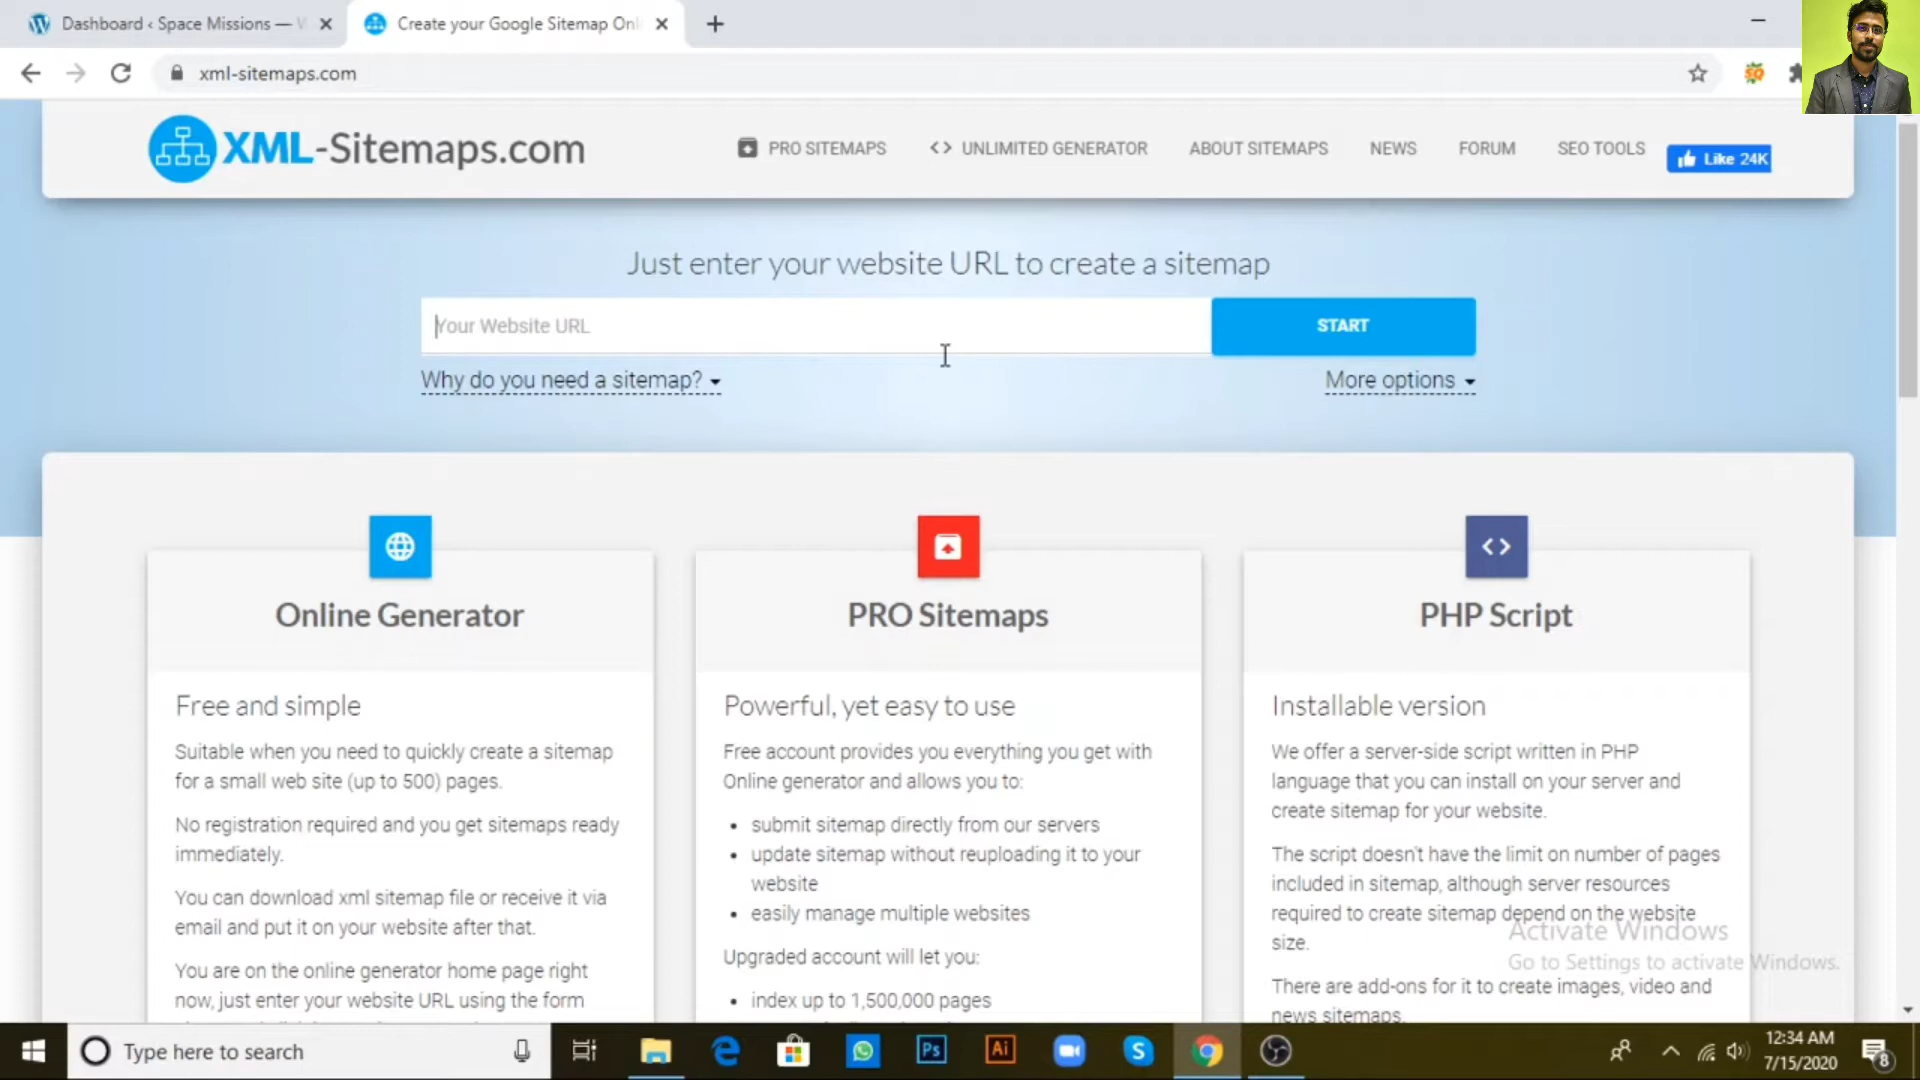 Dashboard ‹ Space Missions —
Create your Google Sitemap Onl
xml-sitemaps.com
SQ
XML-Sitemaps.com
PRO SITEMAPS
<> UNLIMITED GENERATOR
ABOUT SITEMAPS
NEWS
FORUM
SEO TOOLS
Like 24K
Just enter your website URL to create a sitemap
Your Website URL
START
Why do you need a sitemap?
More options
Online Generator
Free and simple
Suitable when you need to quickly create a sitemap
for a small web site (up to 500) pages.
No registration required and you get sitemaps ready
immediately.
You can download xml sitemap file or receive it via
email and put it on your website after that.
You are on the online generator home page right
now, just enter your website URL using the form
PRO Sitemaps
Powerful, yet easy to use
Free account provides you everything you get with
Online generator and allows you to:
• submit sitemap directly from our servers
• update sitemap without reuploading it to your
website
• easily manage multiple websites
Upgraded account will let you:
• index up to 1,500,000 pages
<>
PHP Script
Installable version
We offer a server-side script written in PHP
language that you can install on your server and
create sitemap for your website.
The script doesn't have the limit on number of pages
included in sitemap, although server resources
required to create sitemap depend on the website
size.
There are add-ons for it to create images, video and
news sitemaps.
Activate Windows
Go to Settings to activate Windows.
Type here to search
Ps
Ai
12:34 AM
7/15/2020
8